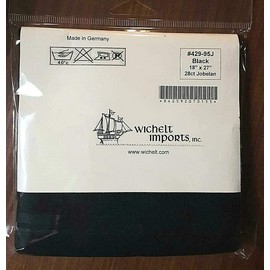 Made in Germany
#429-95J
Black
18" x 27"
28ct Jobelan
40°c
P
Wichelt
Imports, inc.
www.wichelt.com